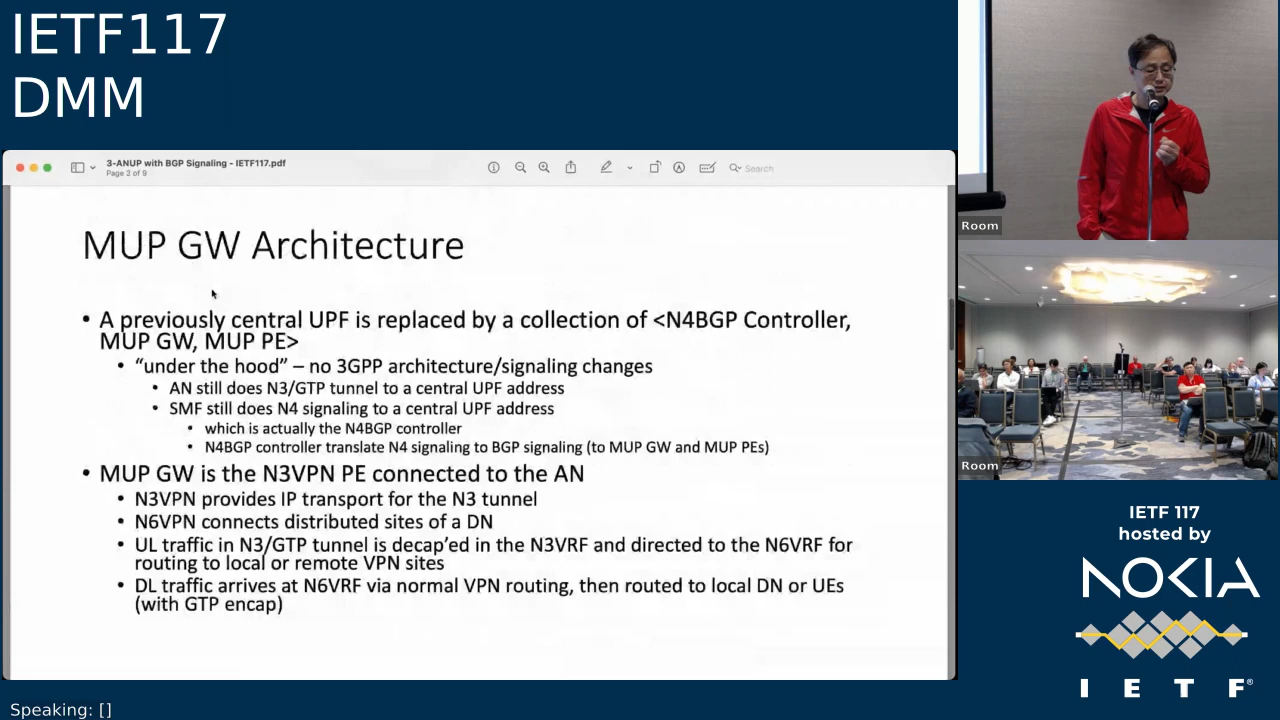 IETF117
DMM
3-ANUP with BGP Signaling - IETF117.pdf
Page 3 of 9
Search
MUP GW Architecture
• A previously central UPF is replaced by a collection of <N4BGP Controller,
MUP GW, MUP PE>
• “under the hood” – no 3GPP architecture/signaling changes
• AN still does N3/GTP tunnel to a central UPF address
• SMF still does N4 signaling to a central UPF address
• which is actually the N4BGP controller
• N4BGP controller translate N4 signaling to BGP signaling (to MUP GW and MUP PEs)
• MUP GW is the N3VPN PE connected to the AN
• N3VPN provides IP transport for the N3 tunnel
• N6VPN connects distributed sites of a DN
• UL traffic in N3/GTP tunnel is decap’ed in the N3VRF and directed to the N6VRF for
routing to local or remote VPN sites
• DL traffic arrives at N6VRF via normal VPN routing, then routed to local DN or UEs
(with GTP encap)
Room
Room
IETF 117
hosted by
NOKIA
I E T F®
Speaking: []